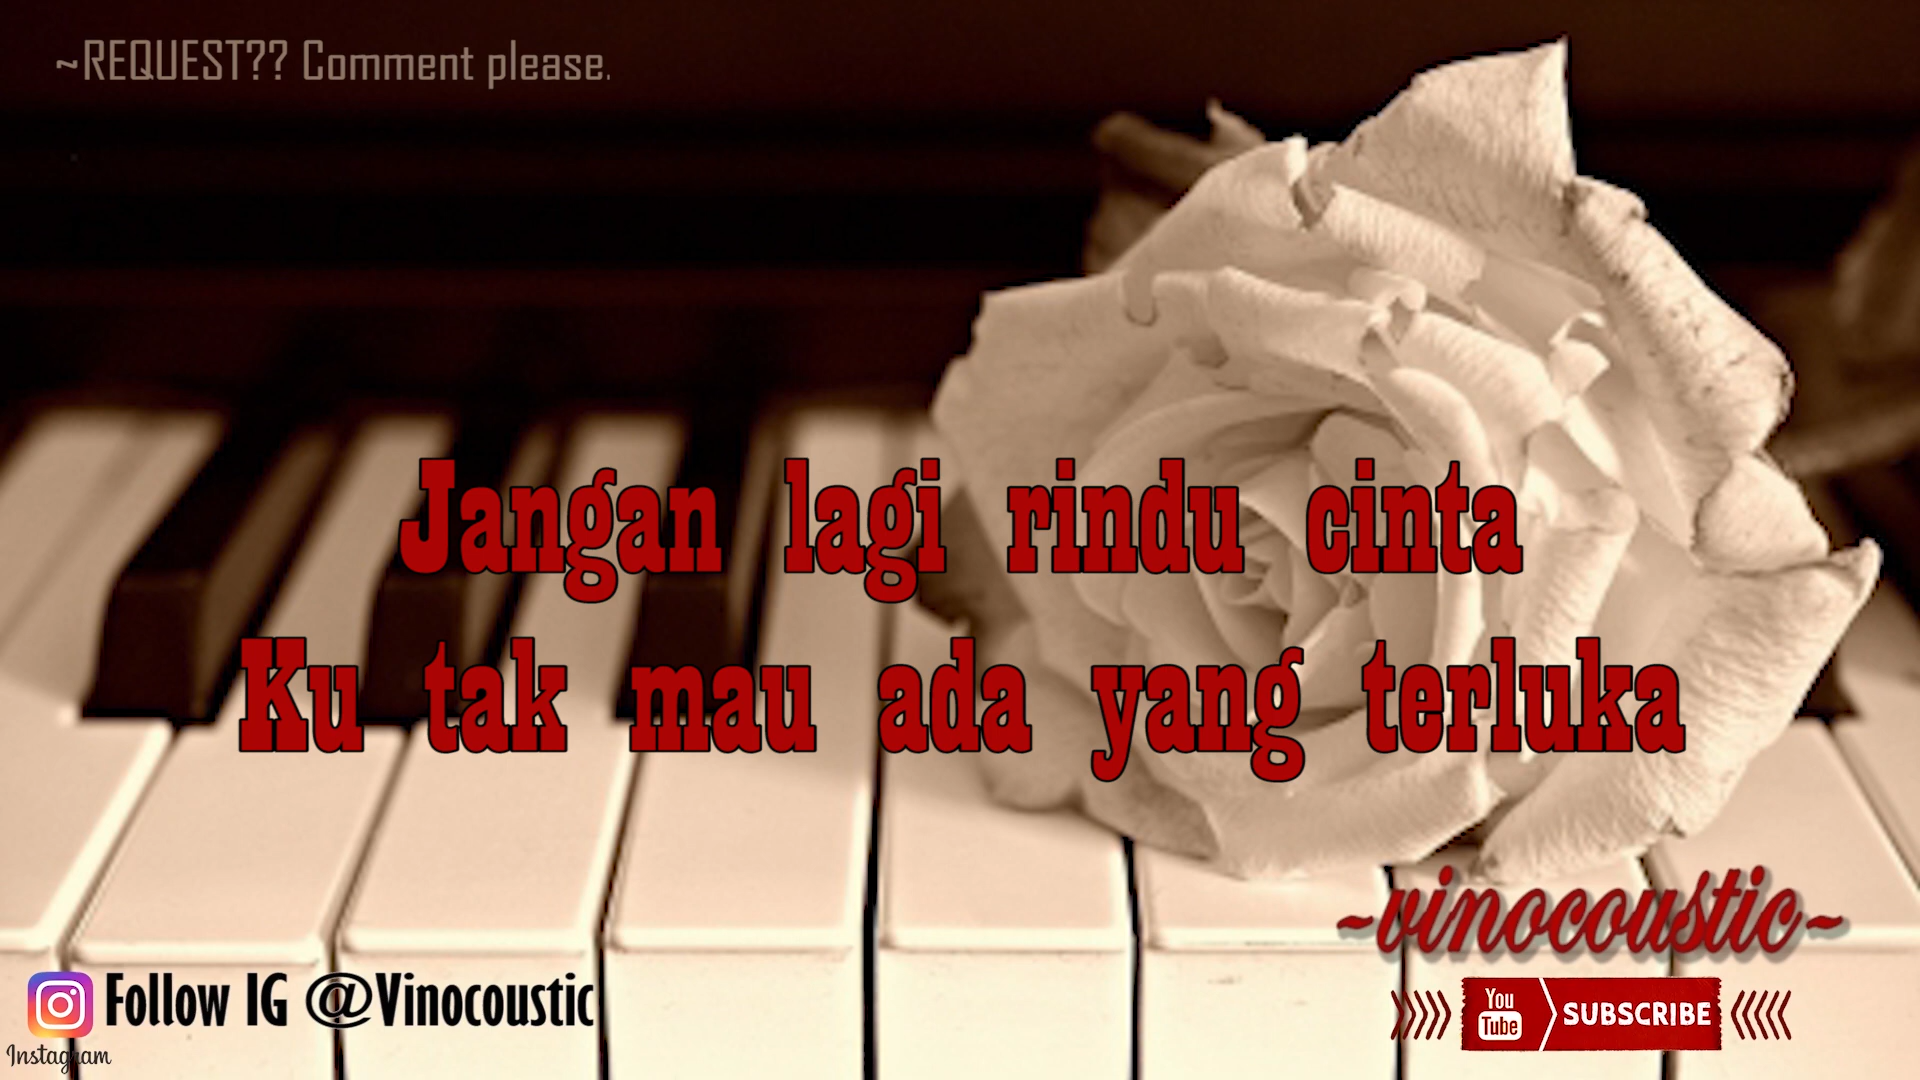 ~REQUEST?? Comment please.
Jangan lagi rindu cinta
Ku tak mau ada yang terluka
~vinocoustic~
Follow IG @Vinocoustic
Instagram
You Tube SUBSCRIBE